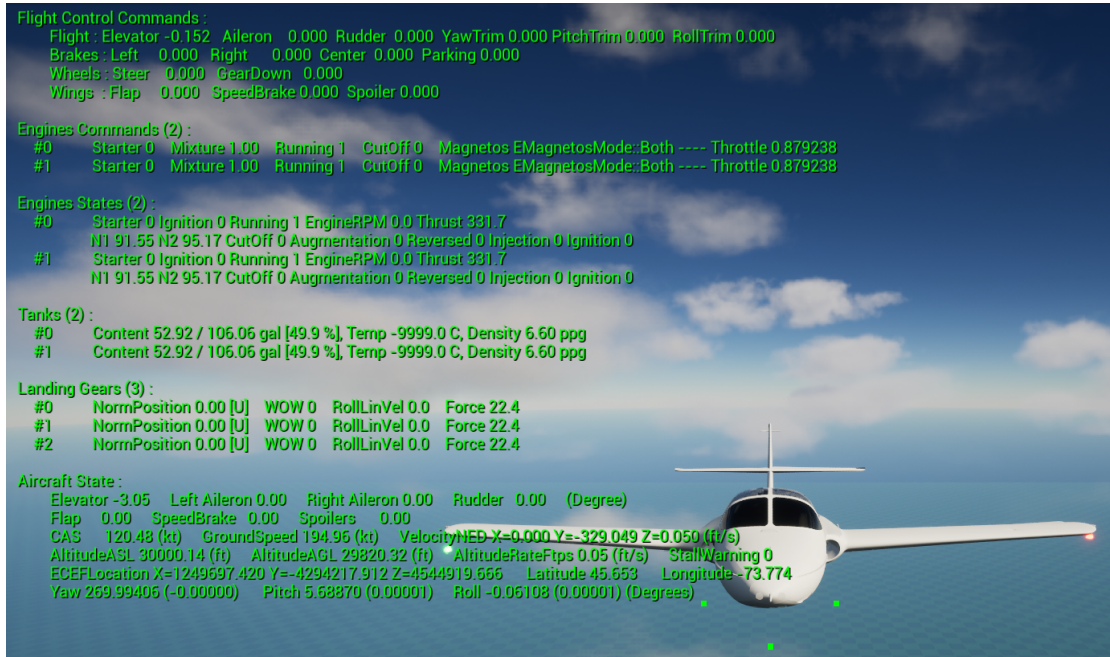 Flight Control Commands :
Flight : Elevator -0.152 Aileron 0.000 Rudder 0.000 YawTrim 0.000 PitchTrim 0.000 RollTrim 0.000
Brakes : Left 0.000 Right 0.000 Center 0.000 Parking 0.000
Wheels : Steer 0.000 GearDown 0.000
Wings : Flap 0.000 SpeedBrake 0.000 Spoiler 0.000
Engines Commands (2) :
#0 Starter 0 Mixture 1.00 Running 1 CutOff 0 Magnetos EMagnetosMode::Both ---- Throttle 0.879238
#1 Starter 0 Mixture 1.00 Running 1 CutOff 0 Magnetos EMagnetosMode::Both ---- Throttle 0.879238
Engines States (2) :
#0 Starter 0 Ignition 0 Running 1 EngineRPM 0.0 Thrust 331.7
N1 91.55 N2 95.17 CutOff 0 Augmentation 0 Reversed 0 Injection 0 Ignition 0
#1 Starter 0 Ignition 0 Running 1 EngineRPM 0.0 Thrust 331.7
N1 91.55 N2 95.17 CutOff 0 Augmentation 0 Reversed 0 Injection 0 Ignition 0
Tanks (2) :
#0 Content 52.92 / 106.06 gal [49.9 %], Temp -9999.0 C, Density 6.60 ppg
#1 Content 52.92 / 106.06 gal [49.9 %], Temp -9999.0 C, Density 6.60 ppg
Landing Gears (3) :
#0 NormPosition 0.00 [U] WOW 0 RollLinVel 0.0 Force 22.4
#1 NormPosition 0.00 [U] WOW 0 RollLinVel 0.0 Force 22.4
#2 NormPosition 0.00 [U] WOW 0 RollLinVel 0.0 Force 22.4
Aircraft State :
Elevator -3.05 Left Aileron 0.00 Right Aileron 0.00 Rudder 0.00 (Degree)
Flap 0.00 SpeedBrake 0.00 Spoilers 0.00
CAS 120.48 (kt) GroundSpeed 194.96 (kt) VelocityNED X=0.000 Y=-329.049 Z=0.050 (ft/s)
AltitudeASL 30000.14 (ft) AltitudeAGL 29820.32 (ft) AltitudeRateFtps 0.05 (ft/s) StallWarning 0
ECEFLocation X=1249697.420 Y=-4294217.912 Z=4544919.666 Latitude 45.653 Longitude -73.774
Yaw 269.99406 (-0.00000) Pitch 5.68870 (0.00001) Roll -0.06108 (0.00001) (Degrees)